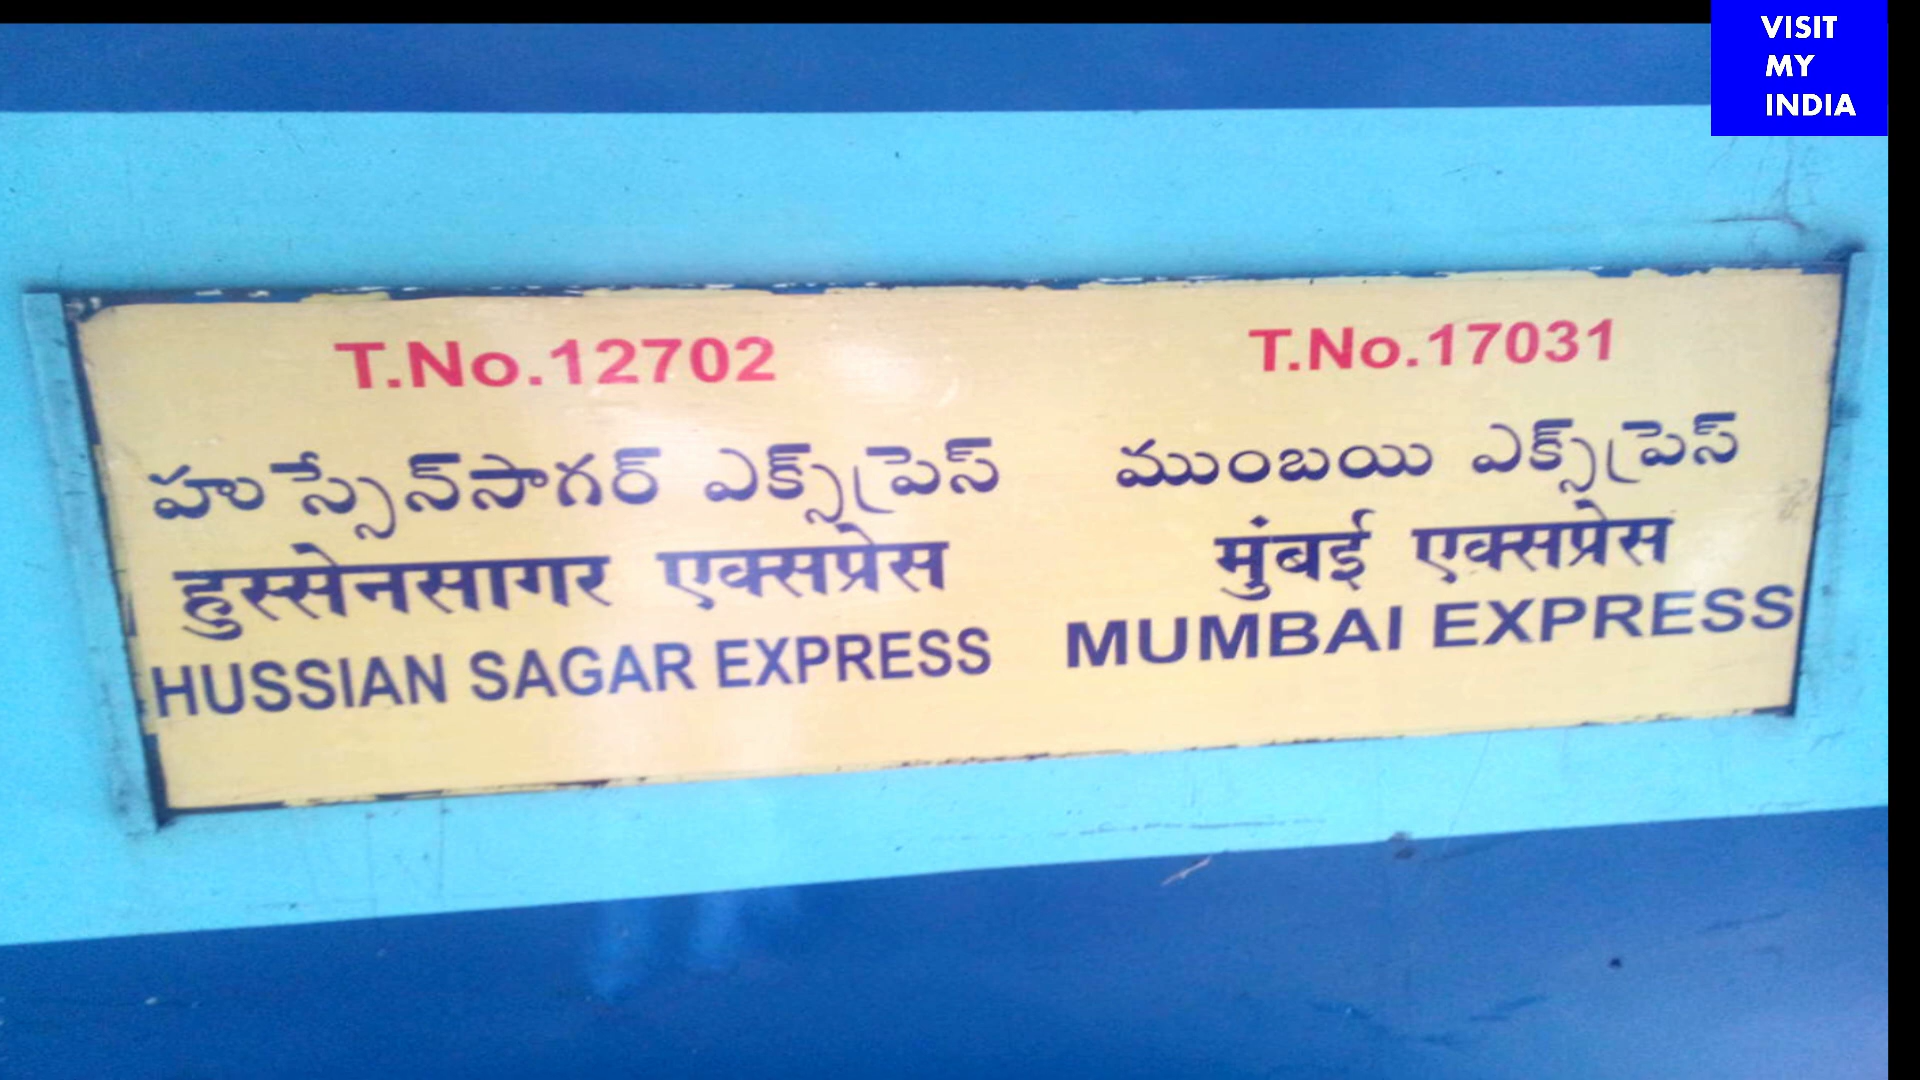 VISIT
MY
INDIA
T.No.12702
హుస్సేన్‌సాగర్ ఎక్స్‌ప్రెస్
हुस्सेनसागर एक्सप्रेस
HUSSIAN SAGAR EXPRESS
T.No.17031
ముంబయి ఎక్స్‌ప్రెస్
मुंबई एक्सप्रेस
MUMBAI EXPRESS